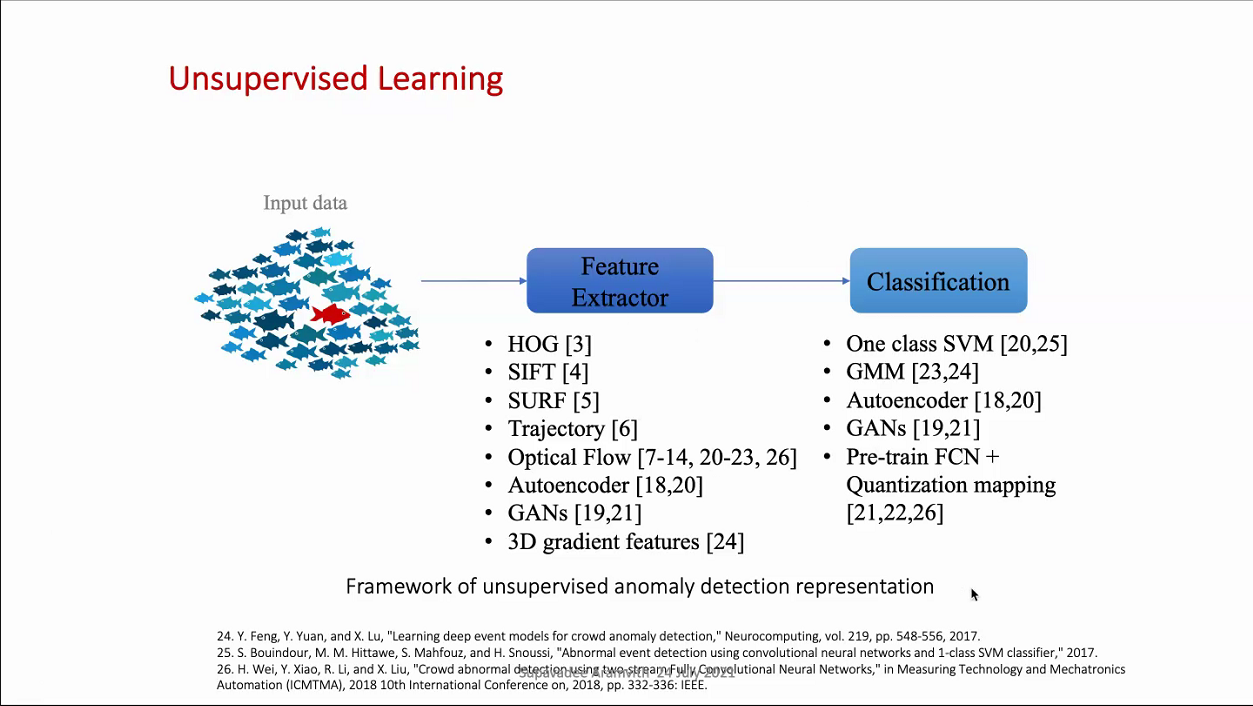 Unsupervised Learning
Input data
Feature
Extractor
Classification
• HOG [3]
• SIFT [4]
• SURF [5]
• Trajectory [6]
• Optical Flow [7-14, 20-23, 26]
• Autoencoder [18,20]
• GANs [19,21]
• 3D gradient features [24]
• One class SVM [20,25]
• GMM [23,24]
• Autoencoder [18,20]
• GANs [19,21]
• Pre-train FCN +
Quantization mapping
[21,22,26]
Framework of unsupervised anomaly detection representation
24. Y. Feng, Y. Yuan, and X. Lu, "Learning deep event models for crowd anomaly detection," Neurocomputing, vol. 219, pp. 548-556, 2017.
25. S. Bouindour, M. M. Hittawe, S. Mahfouz, and H. Snoussi, "Abnormal event detection using convolutional neural networks and 1-class SVM classifier," 2017.
26. H. Wei, Y. Xiao, R. Li, and X. Liu, "Crowd abnormal detection using two-stream Fully Convolutional Neural Networks," in Measuring Technology and Mechatronics
Automation (ICMTMA), 2018 10th International Conference on, 2018, pp. 332-336: IEEE.
Supavadee Aramvith 24 July 2021